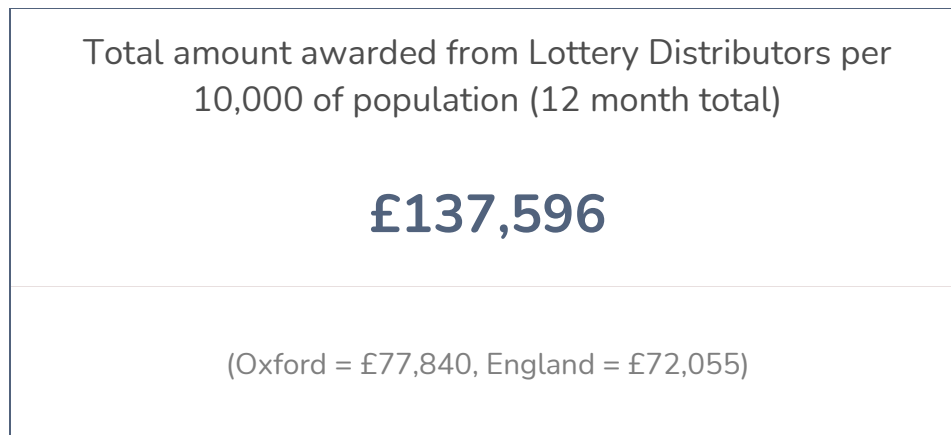 Total amount awarded from Lottery Distributors per
10,000 of population (12 month total)
£137,596
(Oxford = £77,840, England = £72,055)